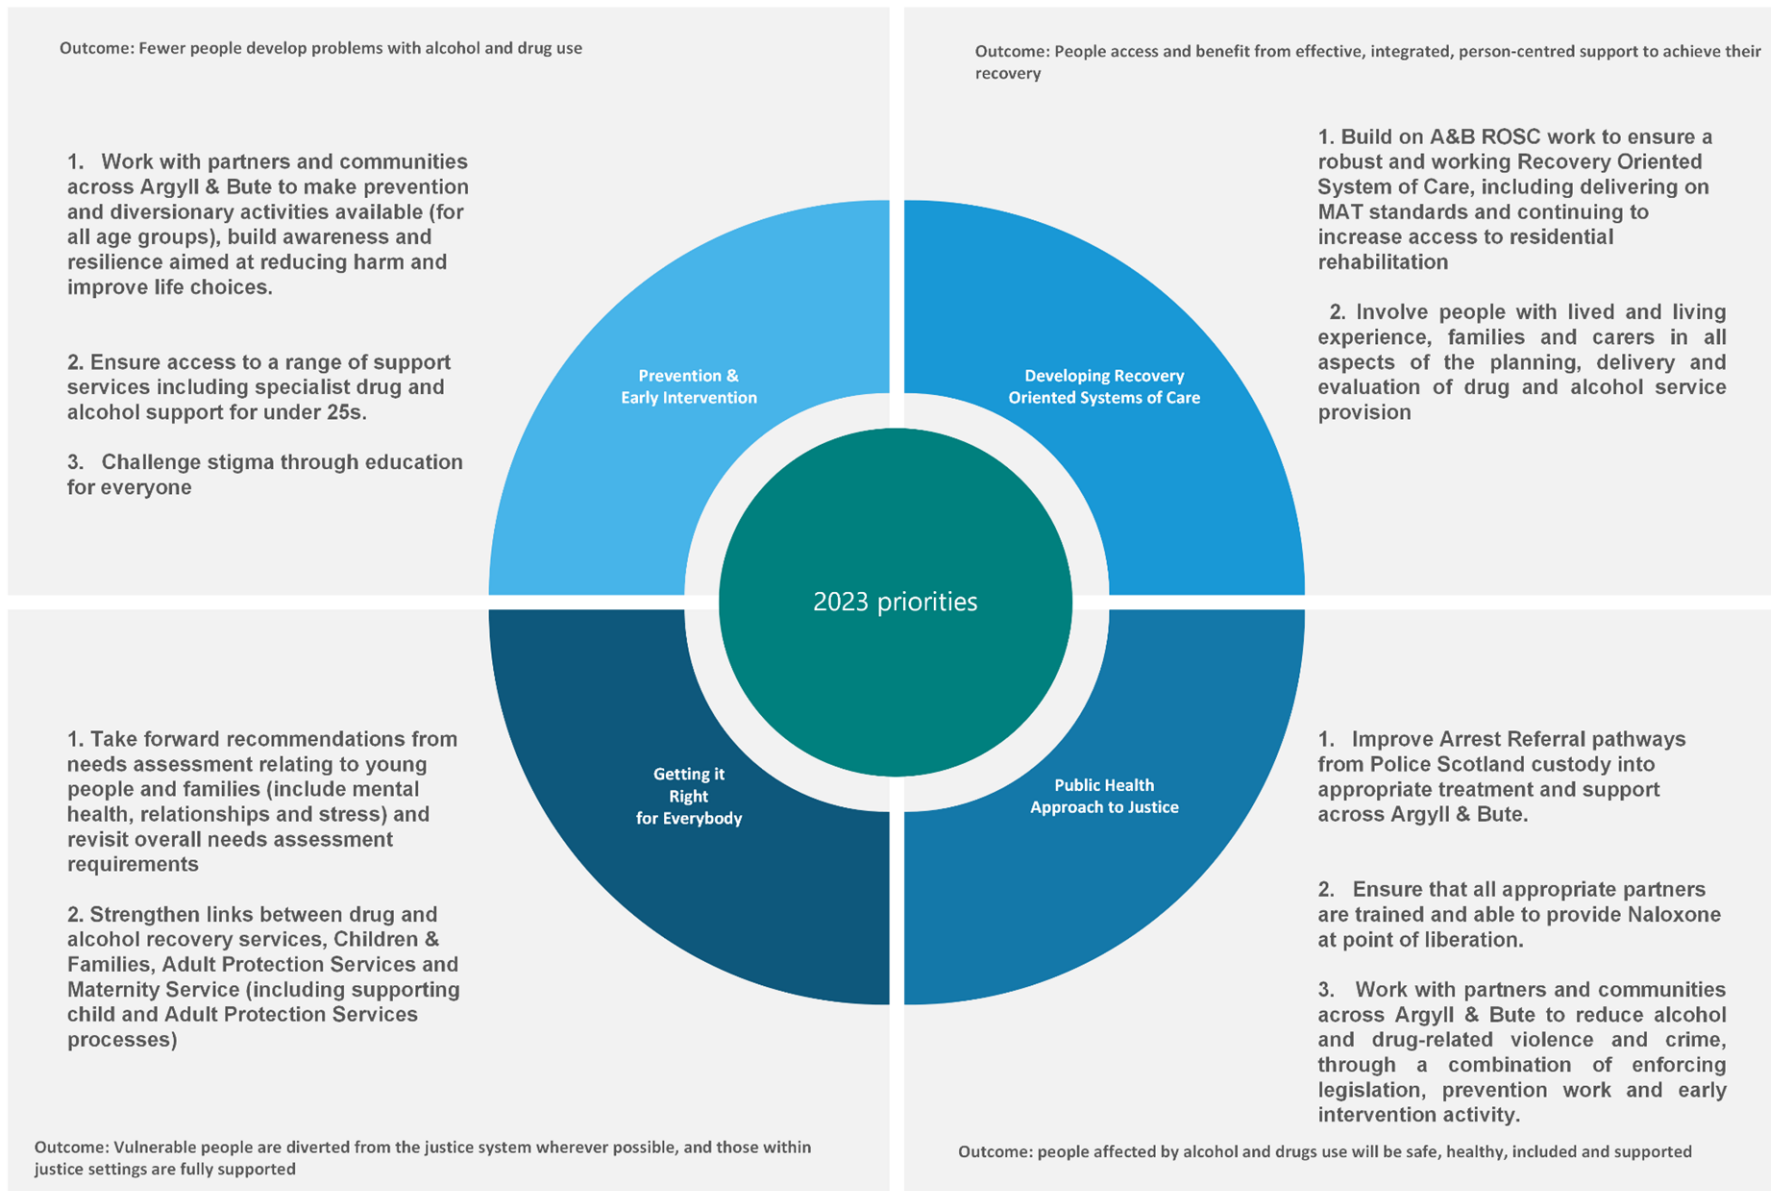 Outcome: Fewer people develop problems with alcohol and drug use
1. Work with partners and communities
across Argyll & Bute to make prevention
and diversionary activities available (for
all age groups), build awareness and
resilience aimed at reducing harm and
improve life choices.
2. Ensure access to a range of support
services including specialist drug and
alcohol support for under 25s.
3. Challenge stigma through education
for everyone
Prevention &
Early Intervention
Outcome: People access and benefit from effective, integrated, person-centred support to achieve their
recovery
1. Build on A&B ROSC work to ensure a
robust and working Recovery Oriented
System of Care, including delivering on
MAT standards and continuing to
increase access to residential
rehabilitation
2. Involve people with lived and living
experience, families and carers in all
aspects of the planning, delivery and
evaluation of drug and alcohol service
provision
Developing Recovery
Oriented Systems of Care
2023 priorities
1. Take forward recommendations from
needs assessment relating to young
people and families (include mental
health, relationships and stress) and
revisit overall needs assessment
requirements
2. Strengthen links between drug and
alcohol recovery services, Children &
Families, Adult Protection Services and
Maternity Service (including supporting
child and Adult Protection Services
processes)
Getting it
Right
for Everybody
Outcome: Vulnerable people are diverted from the justice system wherever possible, and those within
justice settings are fully supported
Public Health
Approach to Justice
1. Improve Arrest Referral pathways
from Police Scotland custody into
appropriate treatment and support
across Argyll & Bute.
2. Ensure that all appropriate partners
are trained and able to provide Naloxone
at point of liberation.
3. Work with partners and communities
across Argyll & Bute to reduce alcohol
and drug-related violence and crime,
through a combination of enforcing
legislation, prevention work and early
intervention activity.
Outcome: people affected by alcohol and drugs use will be safe, healthy, included and supported